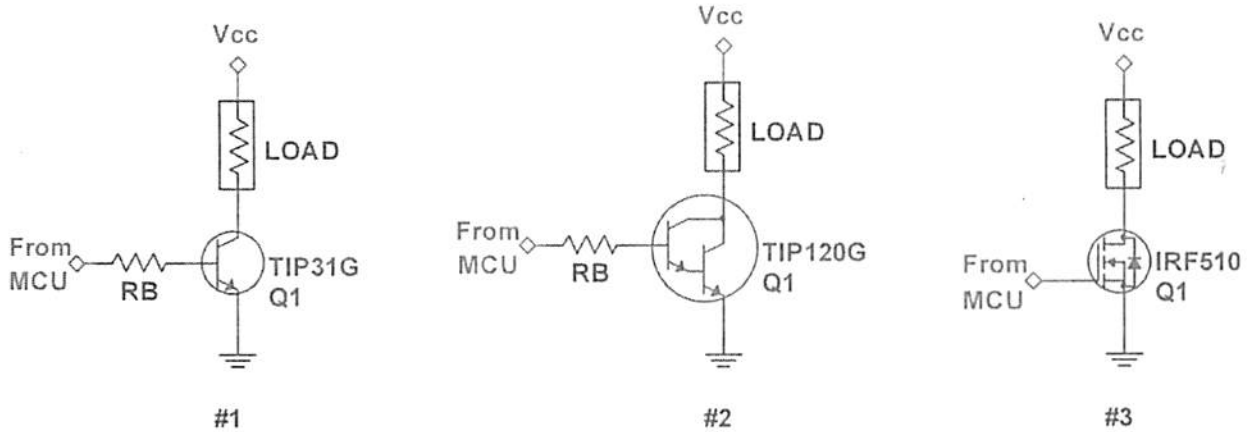 Vcc
LOAD
From
MCU
RB
TIP31G
Q1
#1
Vcc
LOAD
From
MCU
RB
TIP120G
Q1
#2
Vcc
LOAD
From
MCU
IRF510
Q1
#3